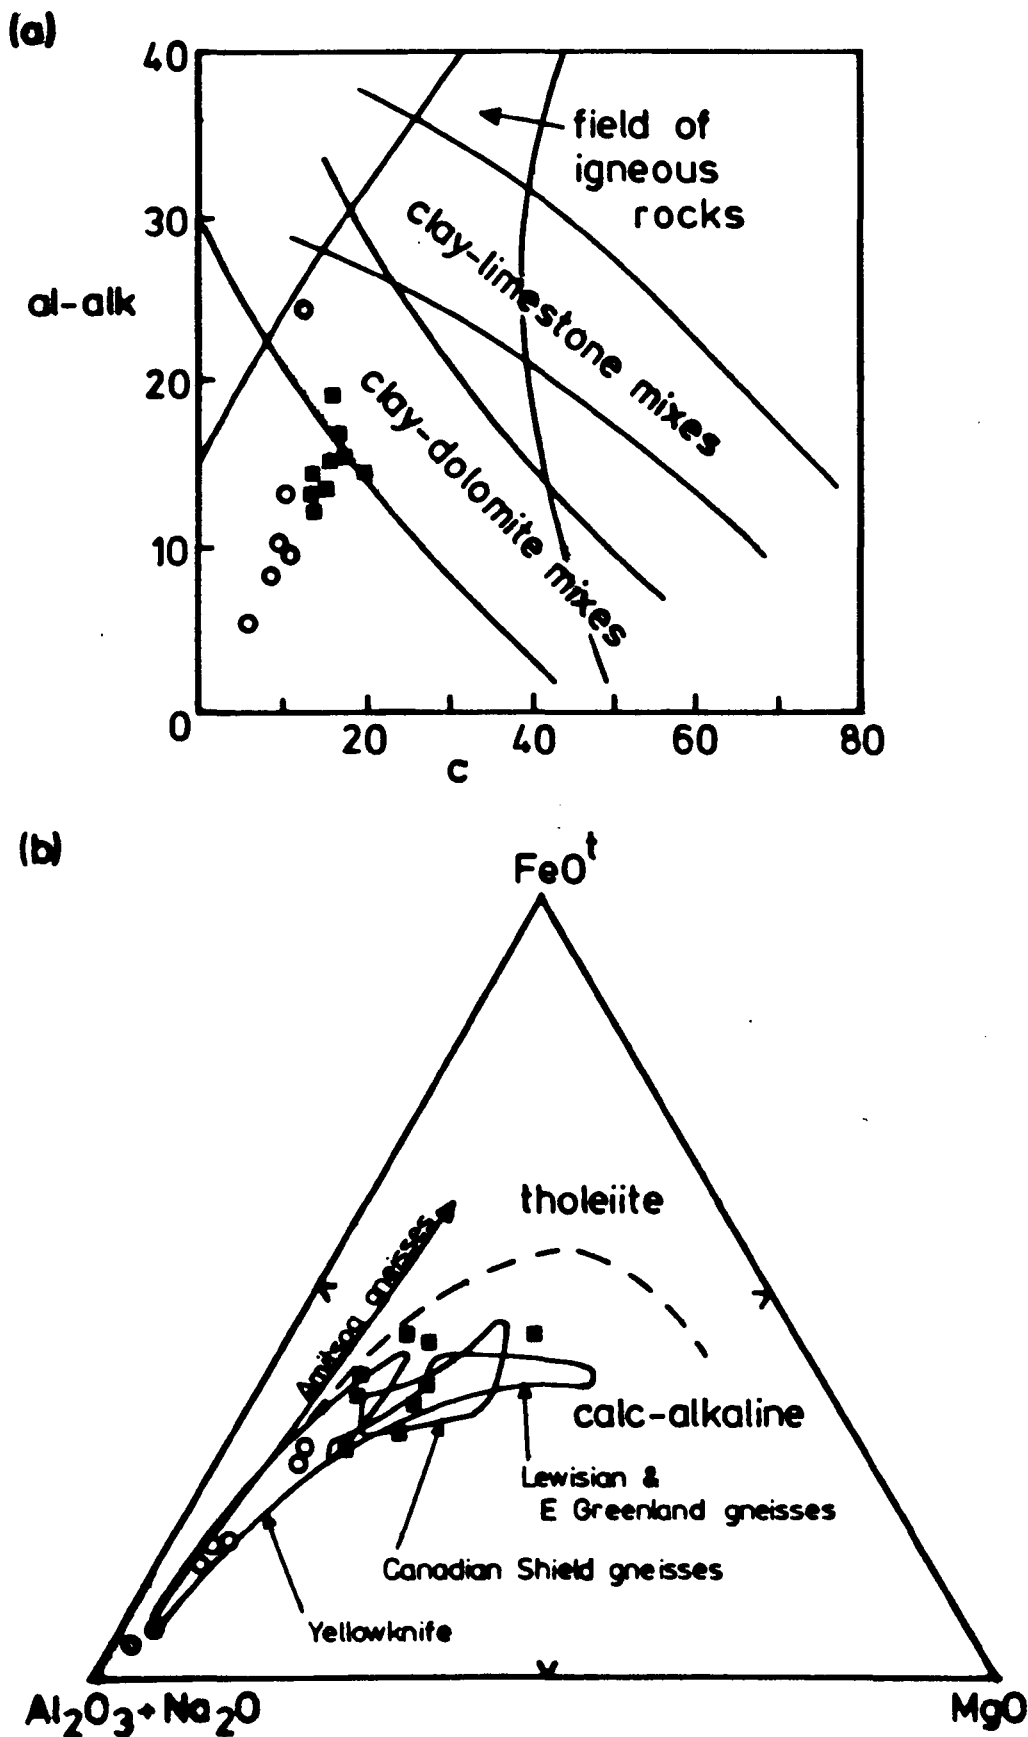 (a)
40
30
al-alk
20
10
0
20
40
60
80
c
field of
igneous
rocks
clay-limestone mixes
clay-dolomite mixes
(b)
FeOᵗ
tholeiite
Amitsoq gneisses
calc-alkaline
Lewisian &
E Greenland gneisses
Canadian Shield gneisses
Yellowknife
Al₂O₃+Na₂O
MgO